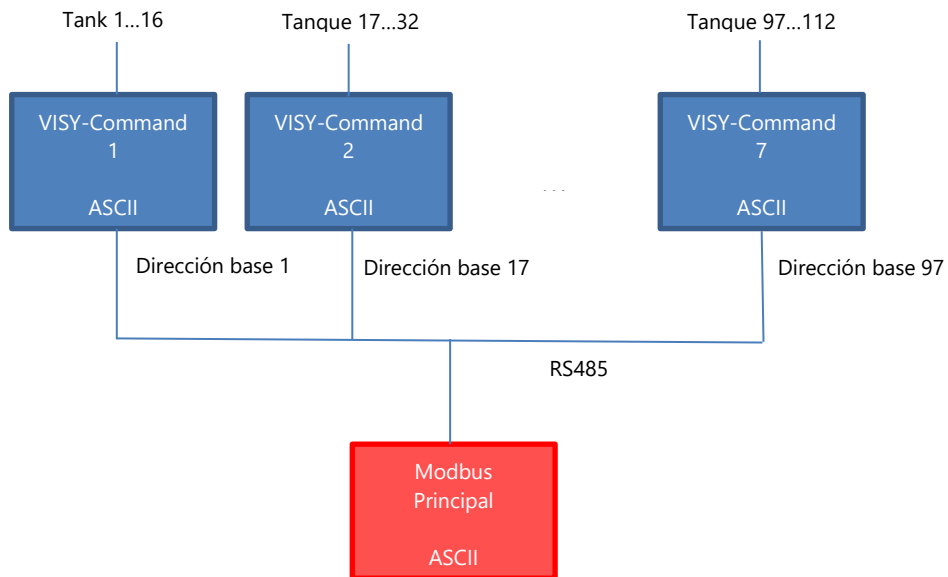 Tank 1...16
Tanque 17...32
Tanque 97...112
VISY-Command
1
ASCII
VISY-Command
2
ASCII
...
VISY-Command
7
ASCII
Dirección base 1
Dirección base 17
Dirección base 97
RS485
Modbus
Principal
ASCII